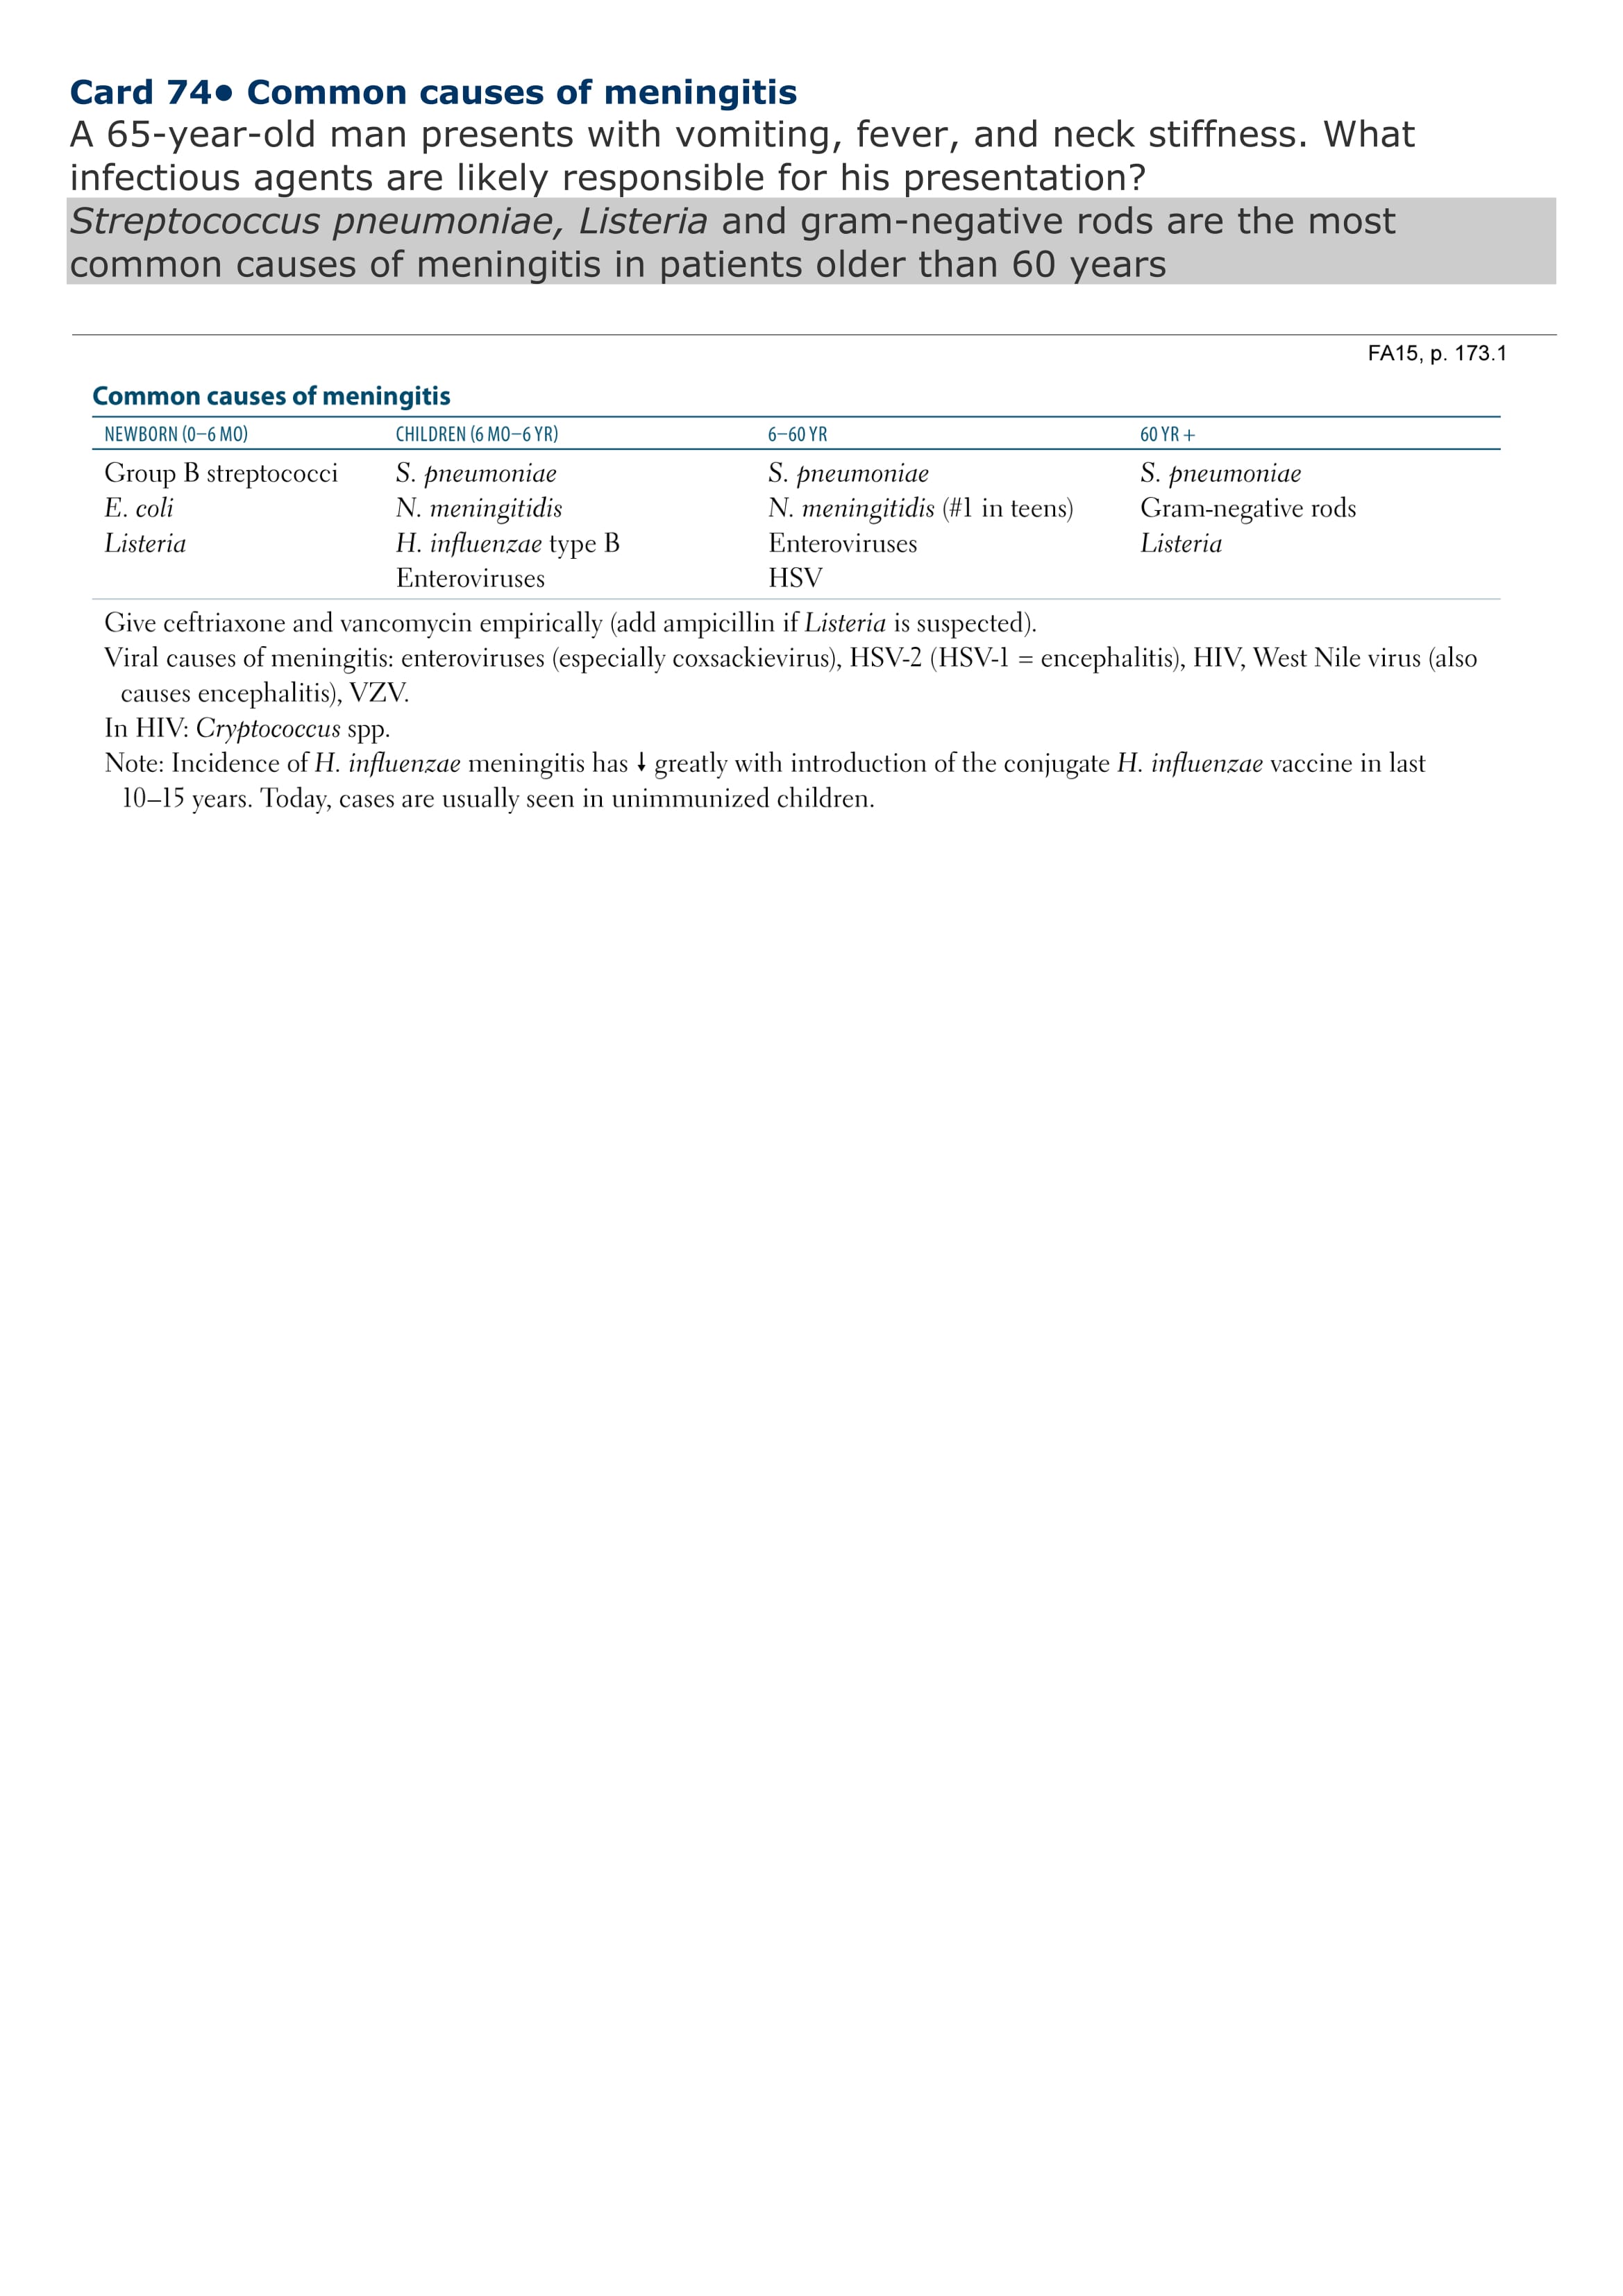 Card 74● Common causes of meningitis
A 65-year-old man presents with vomiting, fever, and neck stiffness. What
infectious agents are likely responsible for his presentation?
Streptococcus pneumoniae, Listeria and gram-negative rods are the most
common causes of meningitis in patients older than 60 years
FA15, p. 173.1
Common causes of meningitis
NEWBORN (0–6 MO) CHILDREN (6 MO–6 YR) 6–60 YR 60 YR +
Group B streptococci S. pneumoniae S. pneumoniae S. pneumoniae
E. coli N. meningitidis N. meningitidis (#1 in teens) Gram-negative rods
Listeria H. influenzae type B Enteroviruses Listeria
Enteroviruses HSV
Give ceftriaxone and vancomycin empirically (add ampicillin if Listeria is suspected).
Viral causes of meningitis: enteroviruses (especially coxsackievirus), HSV-2 (HSV-1 = encephalitis), HIV, West Nile virus (also
causes encephalitis), VZV.
In HIV: Cryptococcus spp.
Note: Incidence of H. influenzae meningitis has ↓ greatly with introduction of the conjugate H. influenzae vaccine in last
10–15 years. Today, cases are usually seen in unimmunized children.